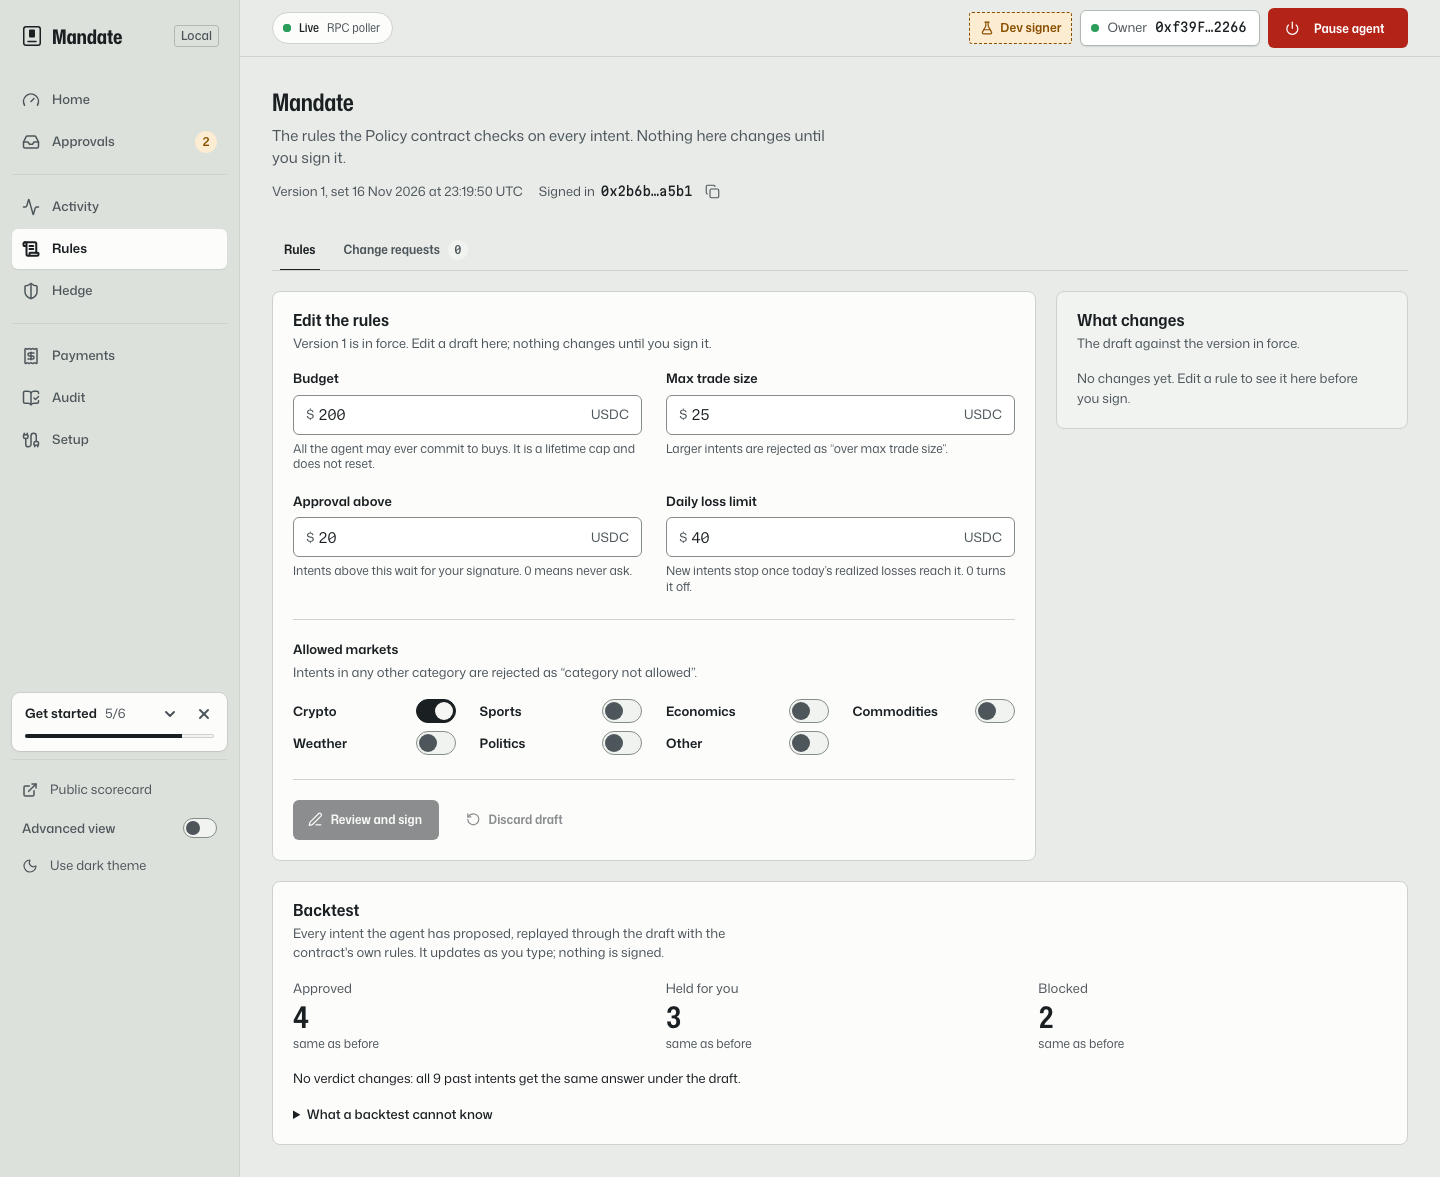 Mandate
Local
Home
Approvals 2
Activity
Rules
Hedge
Payments
Audit
Setup
Get started 5/6
Public scorecard
Advanced view
Use dark theme
Live RPC poller
Dev signer
Owner 0xf39F…2266
Pause agent
Mandate
The rules the Policy contract checks on every intent. Nothing here changes until
you sign it.
Version 1, set 16 Nov 2026 at 23:19:50 UTC Signed in 0x2b6b…a5b1
Rules
Change requests 0
Edit the rules
Version 1 is in force. Edit a draft here; nothing changes until you sign it.
Budget
$ 200 USDC
All the agent may ever commit to buys. It is a lifetime cap and
does not reset.
Max trade size
$ 25 USDC
Larger intents are rejected as “over max trade size”.
Approval above
$ 20 USDC
Intents above this wait for your signature. 0 means never ask.
Daily loss limit
$ 40 USDC
New intents stop once today’s realized losses reach it. 0 turns
it off.
Allowed markets
Intents in any other category are rejected as “category not allowed”.
Crypto Sports Economics Commodities
Weather Politics Other
Review and sign
Discard draft
What changes
The draft against the version in force.
No changes yet. Edit a rule to see it here before
you sign.
Backtest
Every intent the agent has proposed, replayed through the draft with the
contract’s own rules. It updates as you type; nothing is signed.
Approved
4
same as before
Held for you
3
same as before
Blocked
2
same as before
No verdict changes: all 9 past intents get the same answer under the draft.
What a backtest cannot know